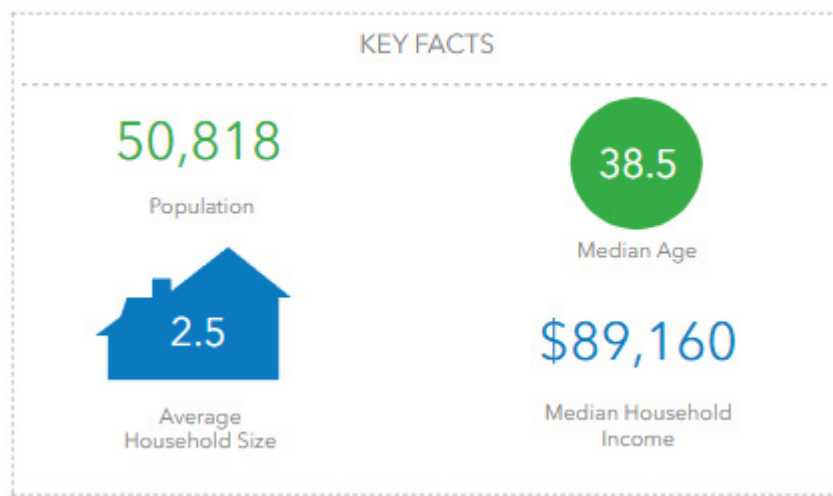 KEY FACTS
50,818
Population
38.5
Median Age
2.5
Average
Household Size
$89,160
Median Household
Income